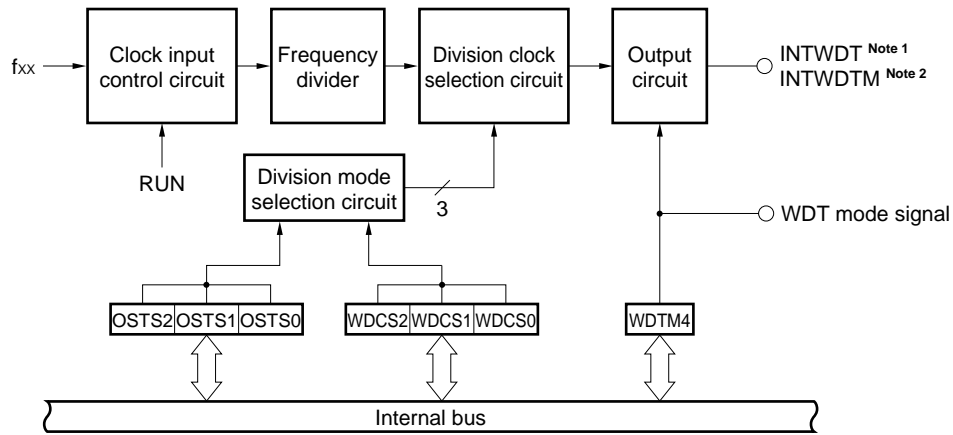 fXX
Clock input
control circuit
Frequency
divider
Division clock
selection circuit
Output
circuit
INTWDT Note 1
INTWDTM Note 2
RUN
Division mode
selection circuit
3
WDT mode signal
OSTS2 OSTS1 OSTS0
WDCS2 WDCS1 WDCS0
WDTM4
Internal bus